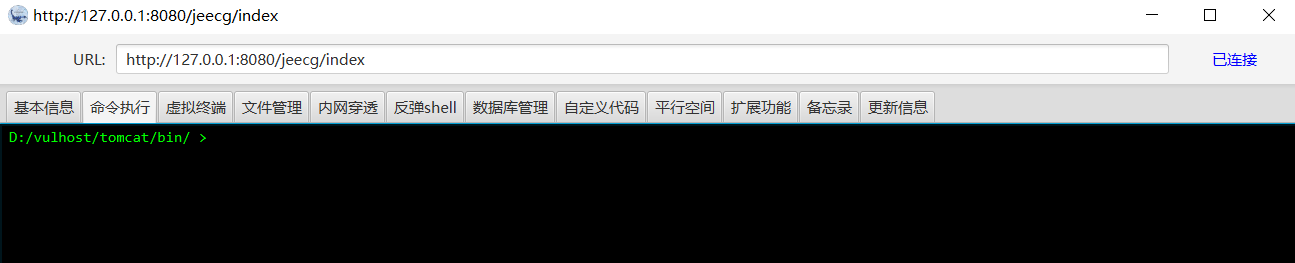 http://127.0.0.1:8080/jeecg/index
URL: http://127.0.0.1:8080/jeecg/index 已连接
基本信息 命令执行 虚拟终端 文件管理 内网穿透 反弹shell 数据库管理 自定义代码 平行空间 扩展功能 备忘录 更新信息
D:/vulhost/tomcat/bin/ >